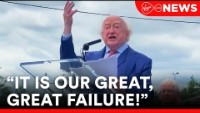 NEWS
“IT IS OUR GREAT,
GREAT FAILURE!”